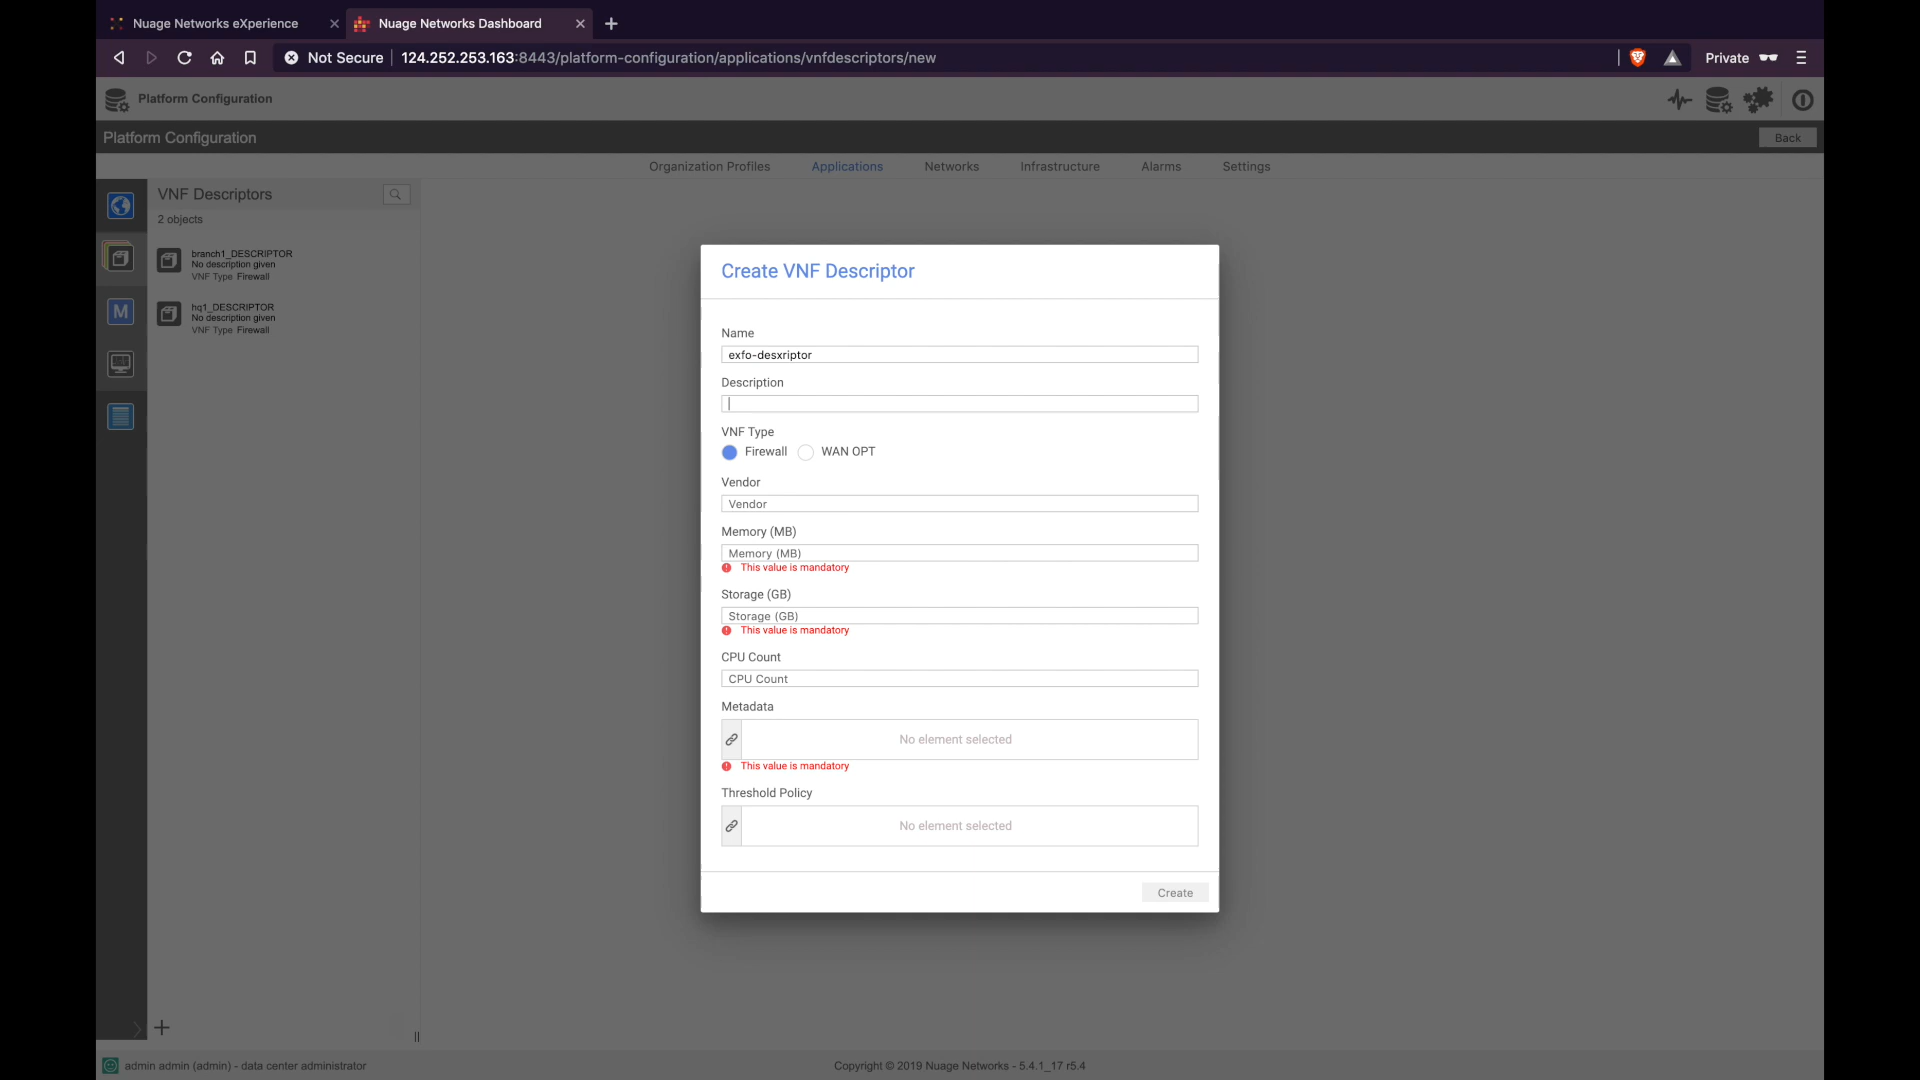 Nuage Networks eXperience
Nuage Networks Dashboard
Not Secure
124.252.253.163:8443/platform-configuration/applications/vnfdescriptors/new
Private
Platform Configuration
Platform Configuration
Back
Organization Profiles
Applications
Networks
Infrastructure
Alarms
Settings
VNF Descriptors
2 objects
branch1_DESCRIPTOR
No description given
VNF Type Firewall
hq1_DESCRIPTOR
No description given
VNF Type Firewall
M
Create VNF Descriptor
Name
exfo-desxriptor
Description
VNF Type
Firewall
WAN OPT
Vendor
Vendor
Memory (MB)
Memory (MB)
This value is mandatory
Storage (GB)
Storage (GB)
This value is mandatory
CPU Count
CPU Count
Metadata
No element selected
This value is mandatory
Threshold Policy
No element selected
Create
admin admin (admin) - data center administrator
Copyright © 2019 Nuage Networks - 5.4.1_17 r5.4